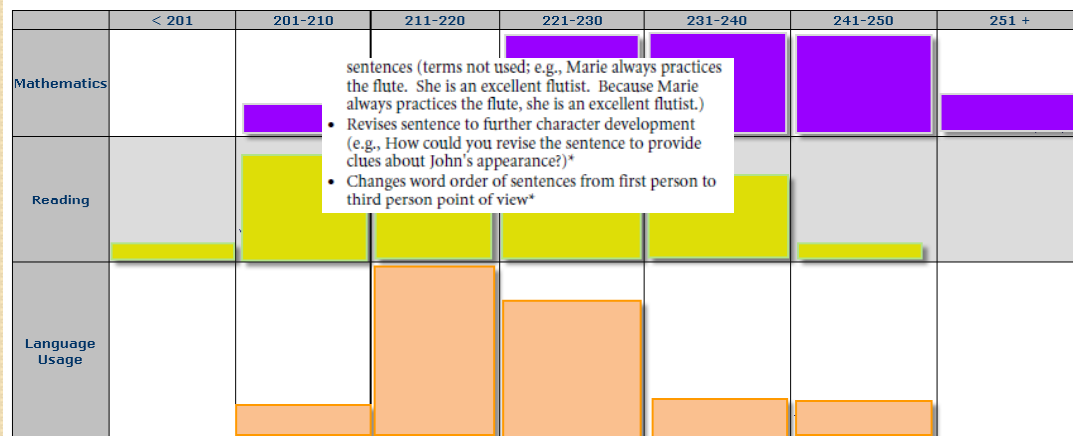 < 201 201-210 211-220 221-230 231-240 241-250 251 +
Mathematics
sentences (terms not used; e.g., Marie always practices
the flute. She is an excellent flutist. Because Marie
always practices the flute, she is an excellent flutist.)
• Revises sentence to further character development
(e.g., How could you revise the sentence to provide
clues about John's appearance?)*
• Changes word order of sentences from first person to
third person point of view*
Reading
Language
Usage